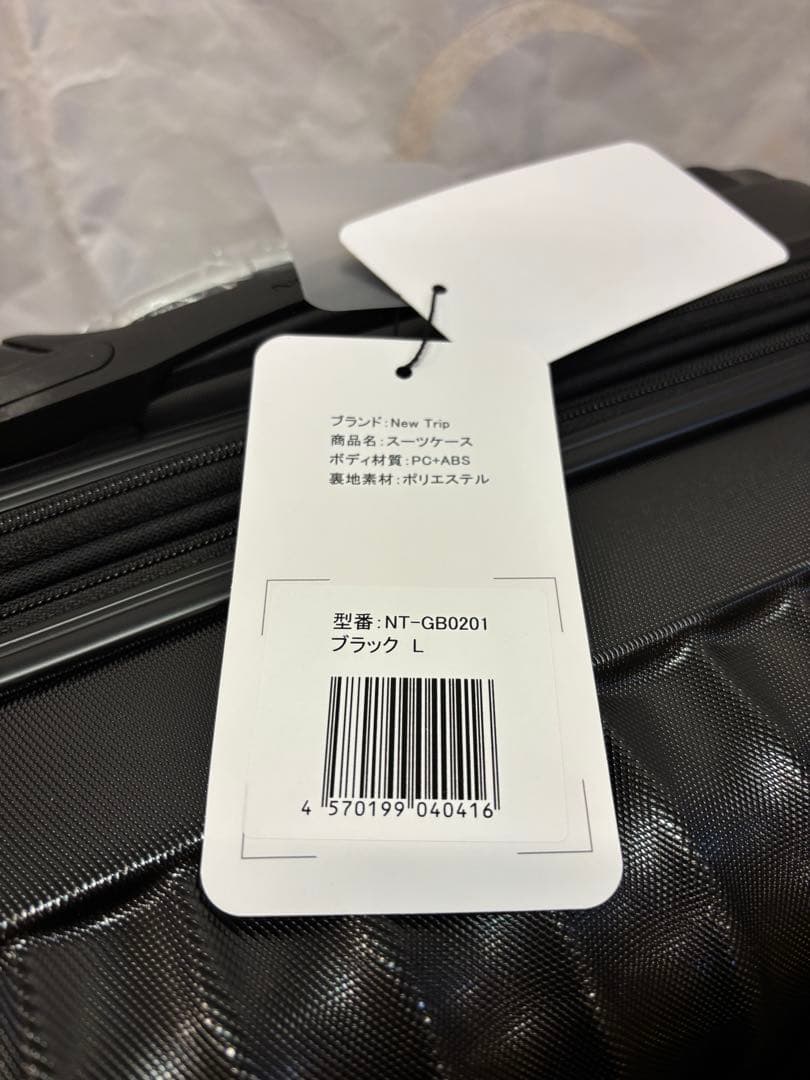 ブランド:New Trip
商品名:スーツケース
ボディ材質:PC+ABS
裏地素材:ポリエステル
型番:NT-GB0201
ブラック L
4 570199 040416